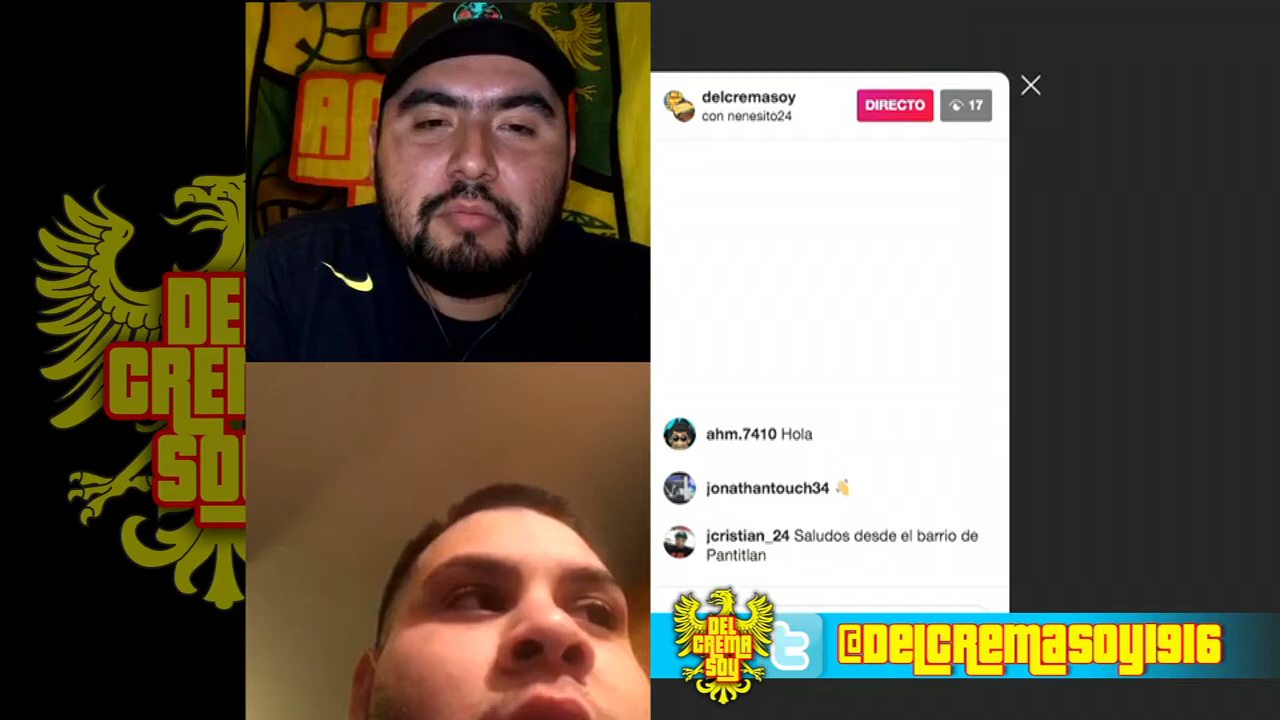 DEL
CREMA
SOY
delcremasoy
con nenesito24
DIRECTO
17
ahm.7410 Hola
jonathantouch34
jcristian_24 Saludos desde el barrio de
Pantitlan
DEL
CREMA
SOY
@DELCREMASOY1916